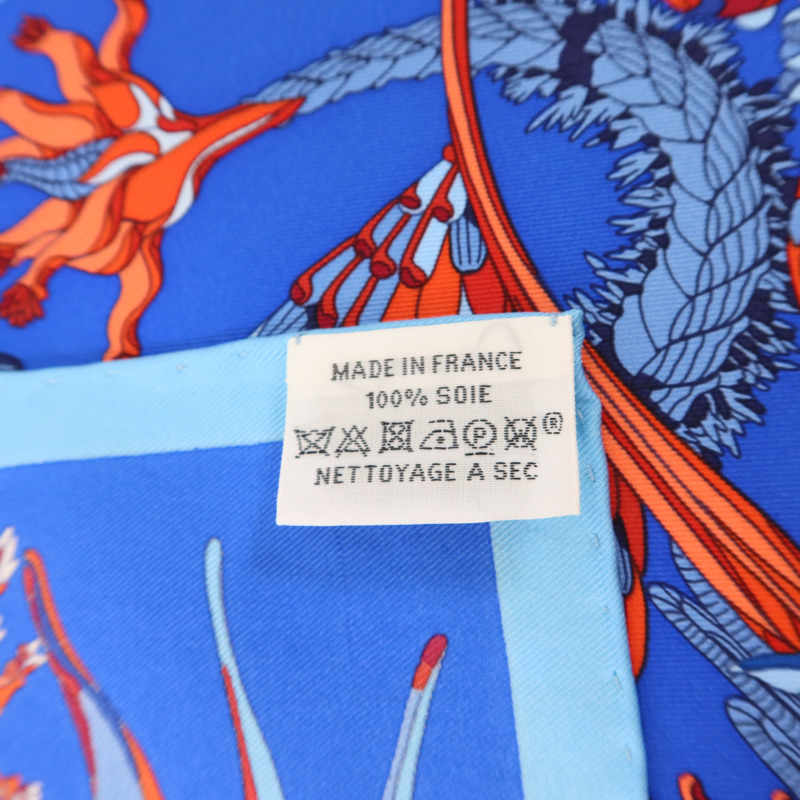 MADE IN FRANCE
100% SOIE
P W ®
NETTOYAGE A SEC